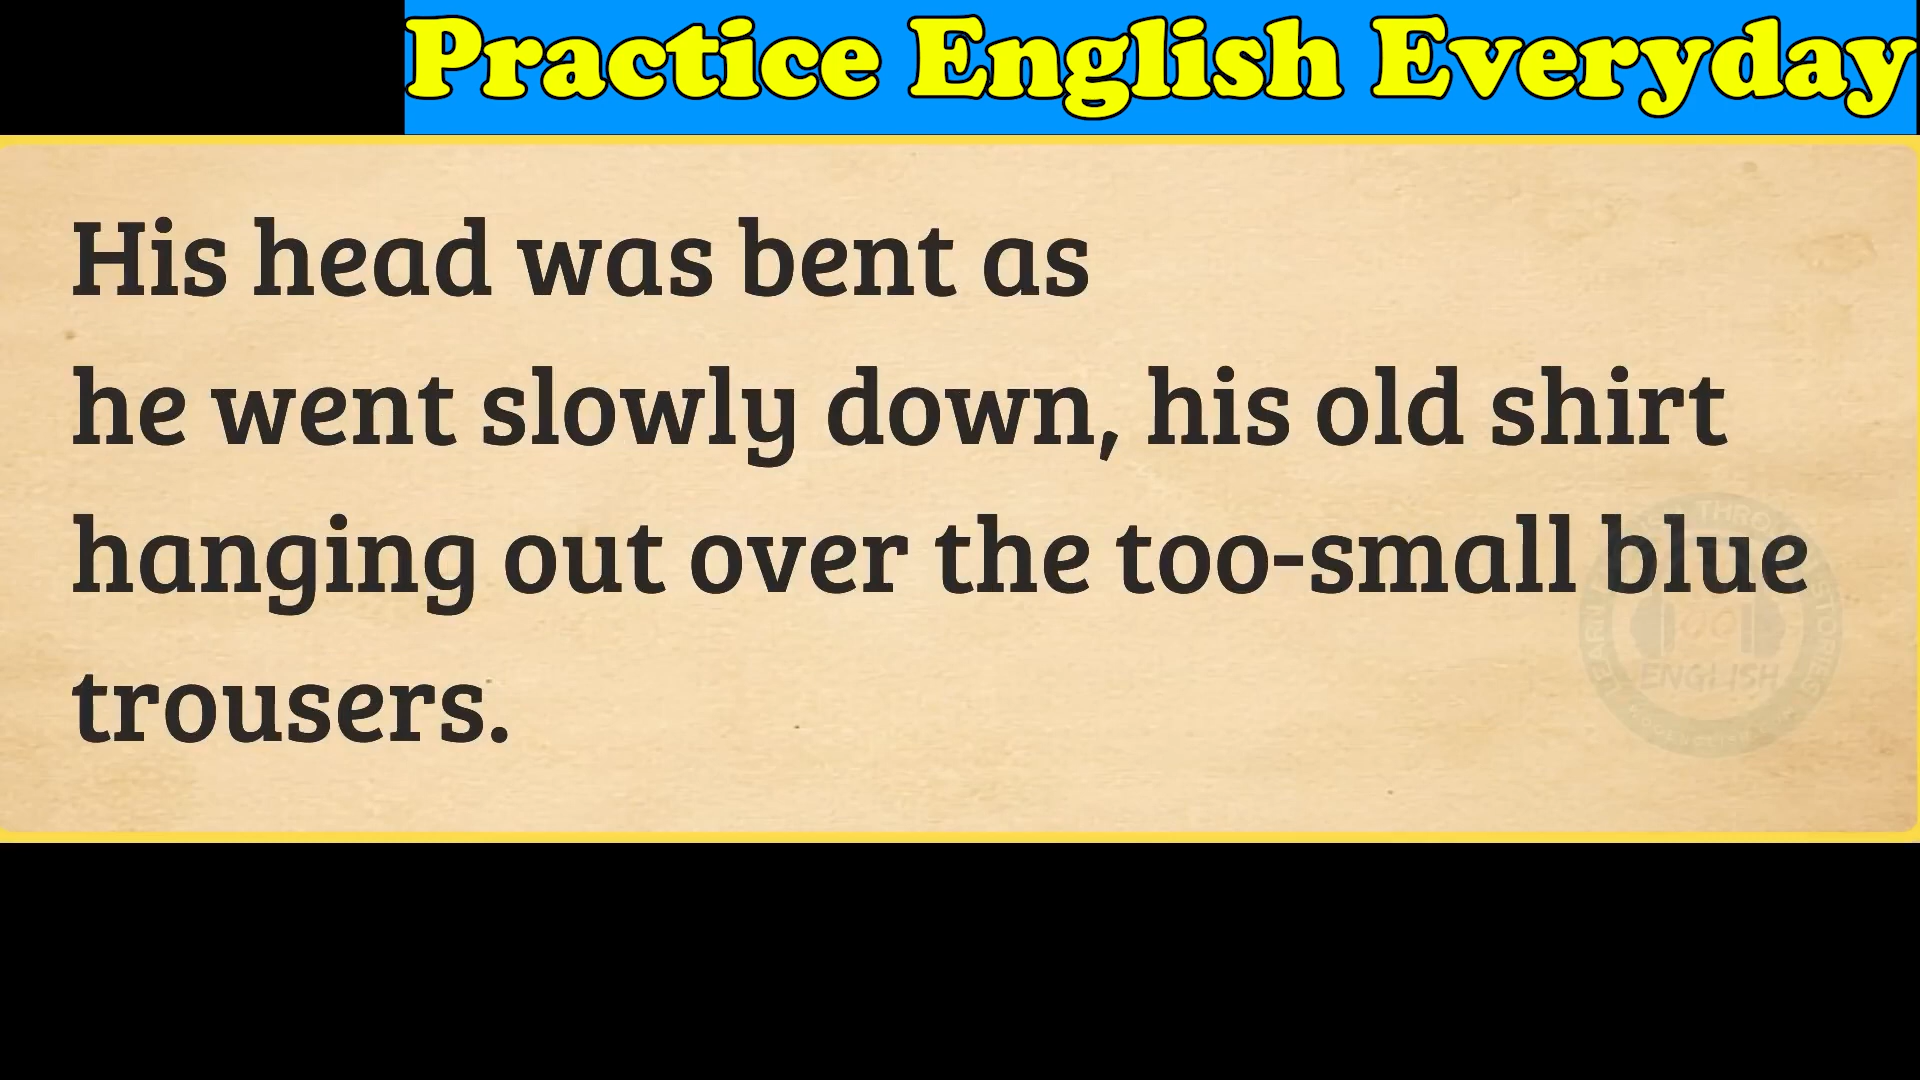 Practice English Everyday
His head was bent as
he went slowly down, his old shirt
hanging out over the too-small blue
trousers.
ENGLISH